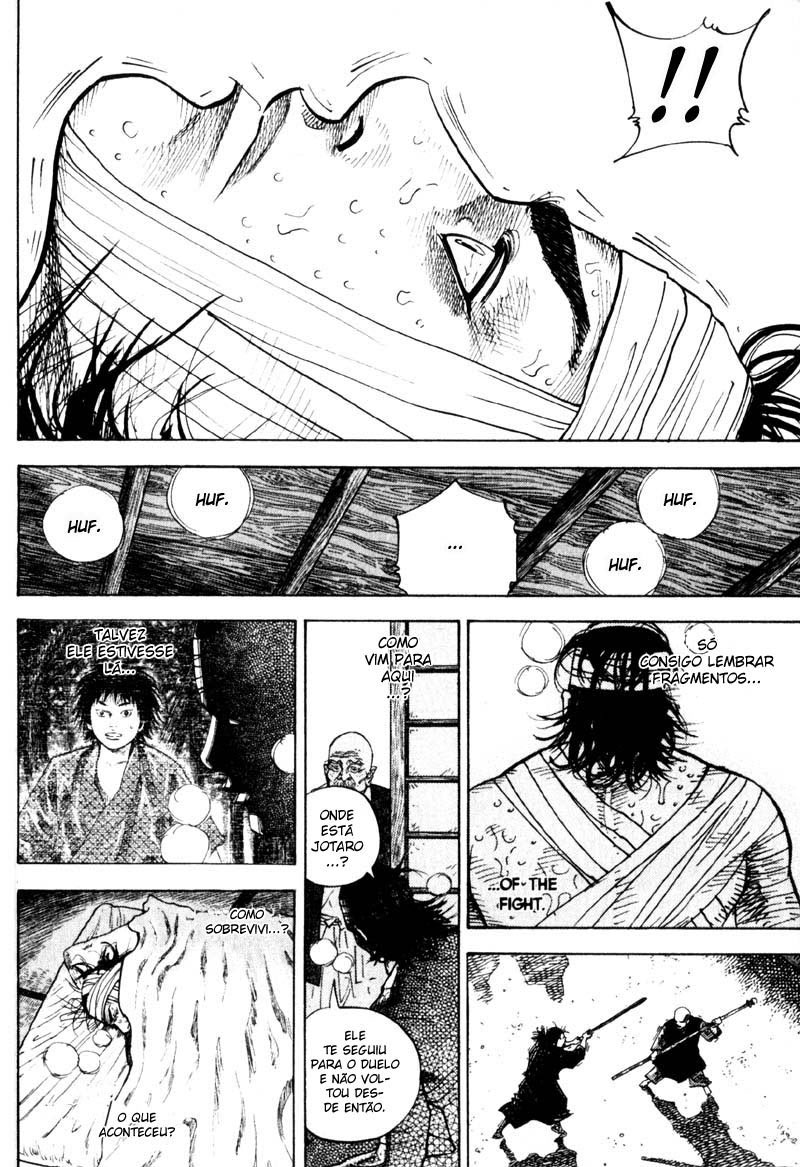 !!
HUF.
HUF.
...
HUF.
HUF.
SÓ
CONSIGO LEMBRAR
FRAGMENTOS...
...OF THE
FIGHT.
COMO
VIM PARA
AQUI
...?
ONDE
ESTÁ
JOTARO
...?
ELE
TE SEGUIU
PARA O DUELO
E NÃO VOL-
TOU DES-
DE ENTÃO.
TALVEZ
ELE ESTIVESSE
LÁ...
COMO
SOBREVIVI...?
O QUE
ACONTECEU?